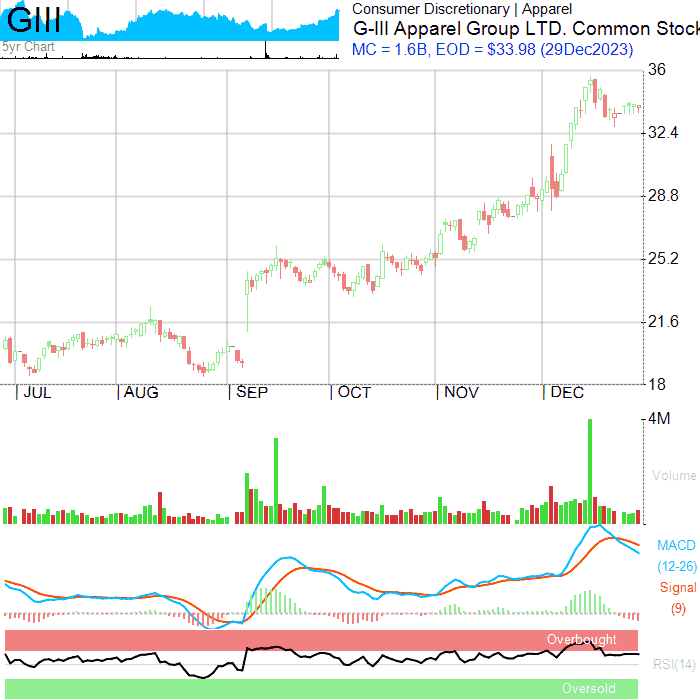 GIII
5yr Chart
Consumer Discretionary | Apparel
G-III Apparel Group LTD. Common Stock
MC = 1.6B, EOD = $33.98 (29Dec2023)
36
32.4
28.8
25.2
21.6
18
JUL AUG SEP OCT NOV DEC
4M
Volume
MACD
(12-26)
Signal
(9)
Overbought
RSI(14)
Oversold